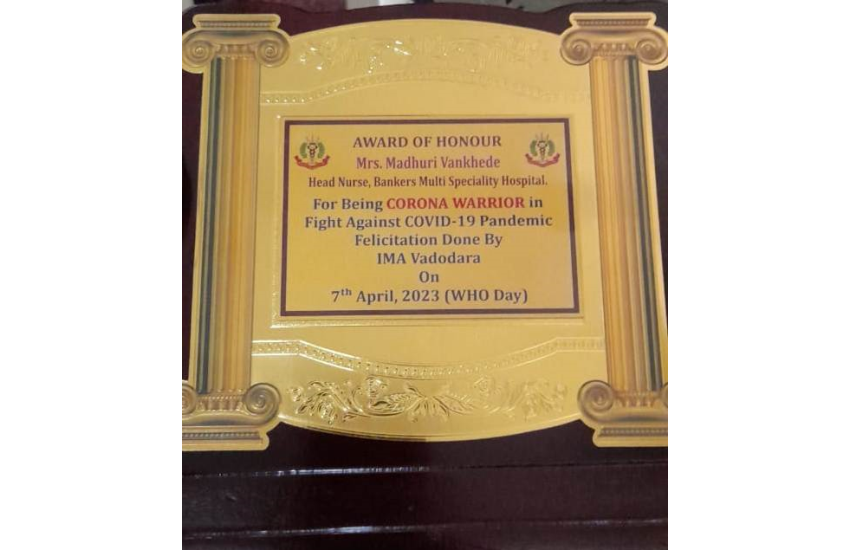 AWARD OF HONOUR
Mrs. Madhuri Vankhede
Head Nurse, Bankers Multi Speciality Hospital.
For Being CORONA WARRIOR in
Fight Against COVID-19 Pandemic
Felicitation Done By
IMA Vadodara
On
7th April, 2023 (WHO Day)